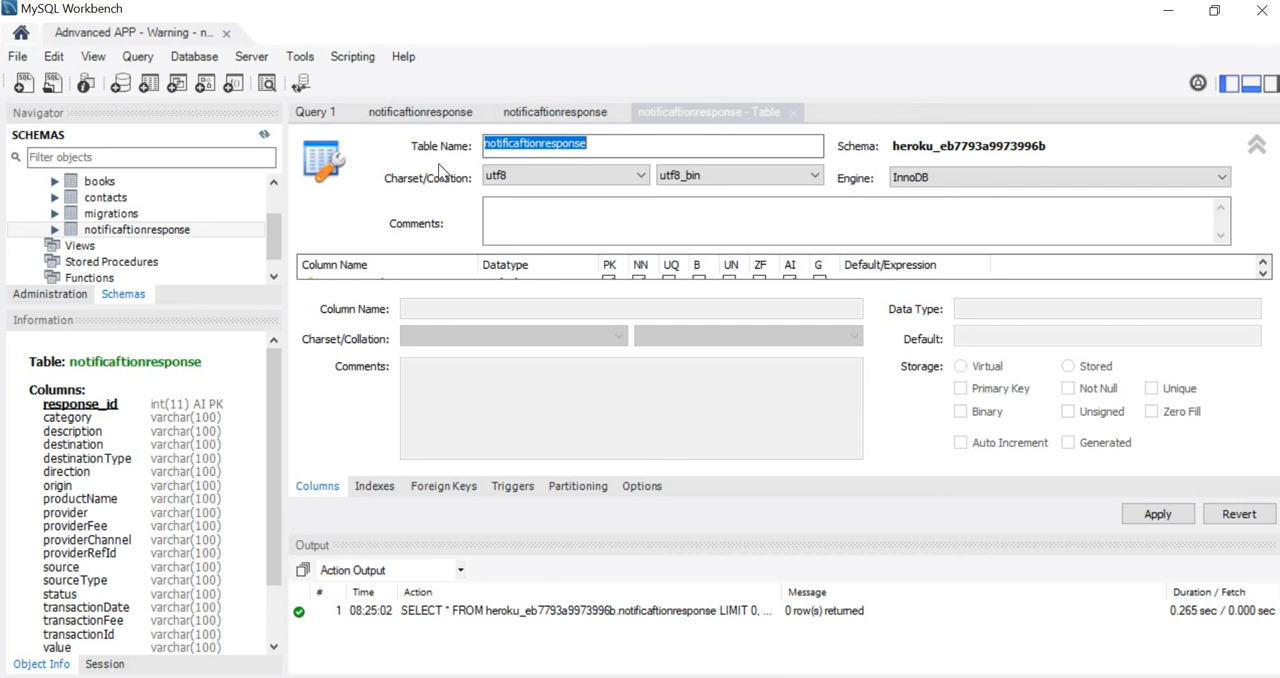 MySQL Workbench
Adnvanced APP - Warning - n...
File Edit View Query Database Server Tools Scripting Help
Navigator
SCHEMAS
Filter objects
books
contacts
migrations
notificaftionresponse
Views
Stored Procedures
Functions
Administration Schemas
Information
Table: notificaftionresponse
Columns:
response_id int(11) AI PK
category varchar(100)
description varchar(100)
destination varchar(100)
destinationType varchar(100)
direction varchar(100)
origin varchar(100)
productName varchar(100)
provider varchar(100)
providerFee varchar(100)
providerChannel varchar(100)
providerRefId varchar(100)
source varchar(100)
sourceType varchar(100)
status varchar(100)
transactionDate varchar(100)
transactionFee varchar(100)
transactionId varchar(100)
value varchar(100)
Object Info Session
Query 1 notificaftionresponse notificaftionresponse notificaftionresponse - Table
Table Name: notificaftionresponse Schema: heroku_eb7793a9973996b
Charset/Collation: utf8 utf8_bin Engine: InnoDB
Comments:
Column Name Datatype PK NN UQ B UN ZF AI G Default/Expression
Column Name: Data Type:
Charset/Collation: Default:
Comments: Storage: Virtual Stored
Primary Key Not Null Unique
Binary Unsigned Zero Fill
Auto Increment Generated
Columns Indexes Foreign Keys Triggers Partitioning Options
Apply Revert
Output
Action Output
# Time Action Message Duration / Fetch
1 08:25:02 SELECT * FROM heroku_eb7793a9973996b.notificaftionresponse LIMIT 0, ... 0 row(s) returned 0.265 sec / 0.000 sec